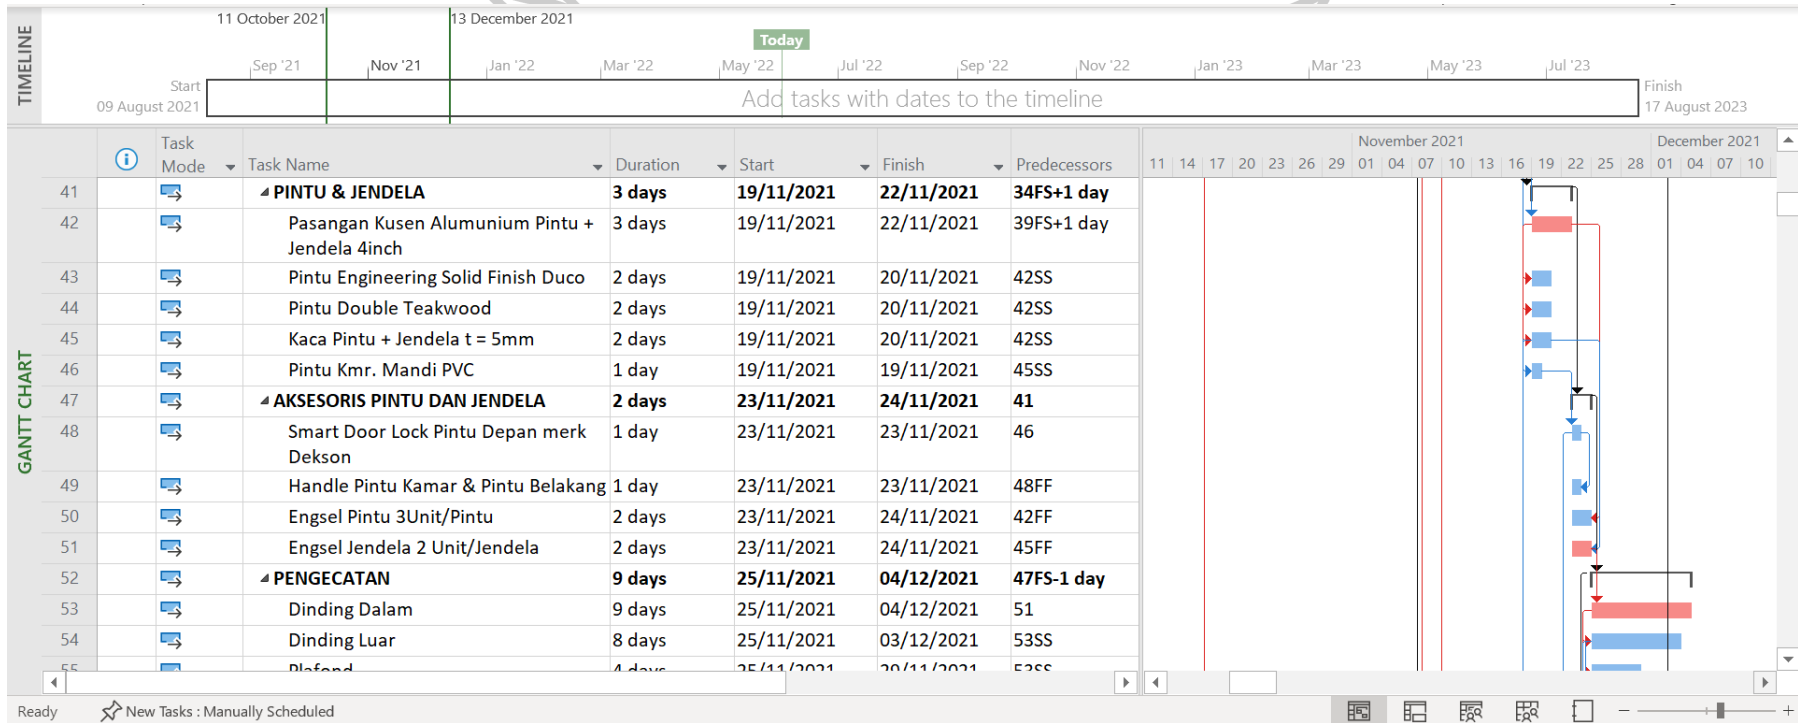 11 October 2021
13 December 2021
Today
Sep '21 Nov '21 Jan '22 Mar '22 May '22 Jul '22 Sep '22 Nov '22 Jan '23 Mar '23 May '23 Jul '23
TIMELINE
Start
09 August 2021
Add tasks with dates to the timeline
Finish
17 August 2023
GANTT CHART
Task Mode Task Name Duration Start Finish Predecessors
November 2021 December 2021
11 14 17 20 23 26 29 01 04 07 10 13 16 19 22 25 28 01 04 07 10
41 PINTU & JENDELA 3 days 19/11/2021 22/11/2021 34FS+1 day
42 Pasangan Kusen Alumunium Pintu + 3 days 19/11/2021 22/11/2021 39FS+1 day
Jendela 4inch
43 Pintu Engineering Solid Finish Duco 2 days 19/11/2021 20/11/2021 42SS
44 Pintu Double Teakwood 2 days 19/11/2021 20/11/2021 42SS
45 Kaca Pintu + Jendela t = 5mm 2 days 19/11/2021 20/11/2021 42SS
46 Pintu Kmr. Mandi PVC 1 day 19/11/2021 19/11/2021 45SS
47 AKSESORIS PINTU DAN JENDELA 2 days 23/11/2021 24/11/2021 41
48 Smart Door Lock Pintu Depan merk 1 day 23/11/2021 23/11/2021 46
Dekson
49 Handle Pintu Kamar & Pintu Belakang 1 day 23/11/2021 23/11/2021 48FF
50 Engsel Pintu 3Unit/Pintu 2 days 23/11/2021 24/11/2021 42FF
51 Engsel Jendela 2 Unit/Jendela 2 days 23/11/2021 24/11/2021 45FF
52 PENGECATAN 9 days 25/11/2021 04/12/2021 47FS-1 day
53 Dinding Dalam 9 days 25/11/2021 04/12/2021 51
54 Dinding Luar 8 days 25/11/2021 03/12/2021 53SS
55 Plafond 4 days 25/11/2021 29/11/2021 53SS
Ready New Tasks : Manually Scheduled